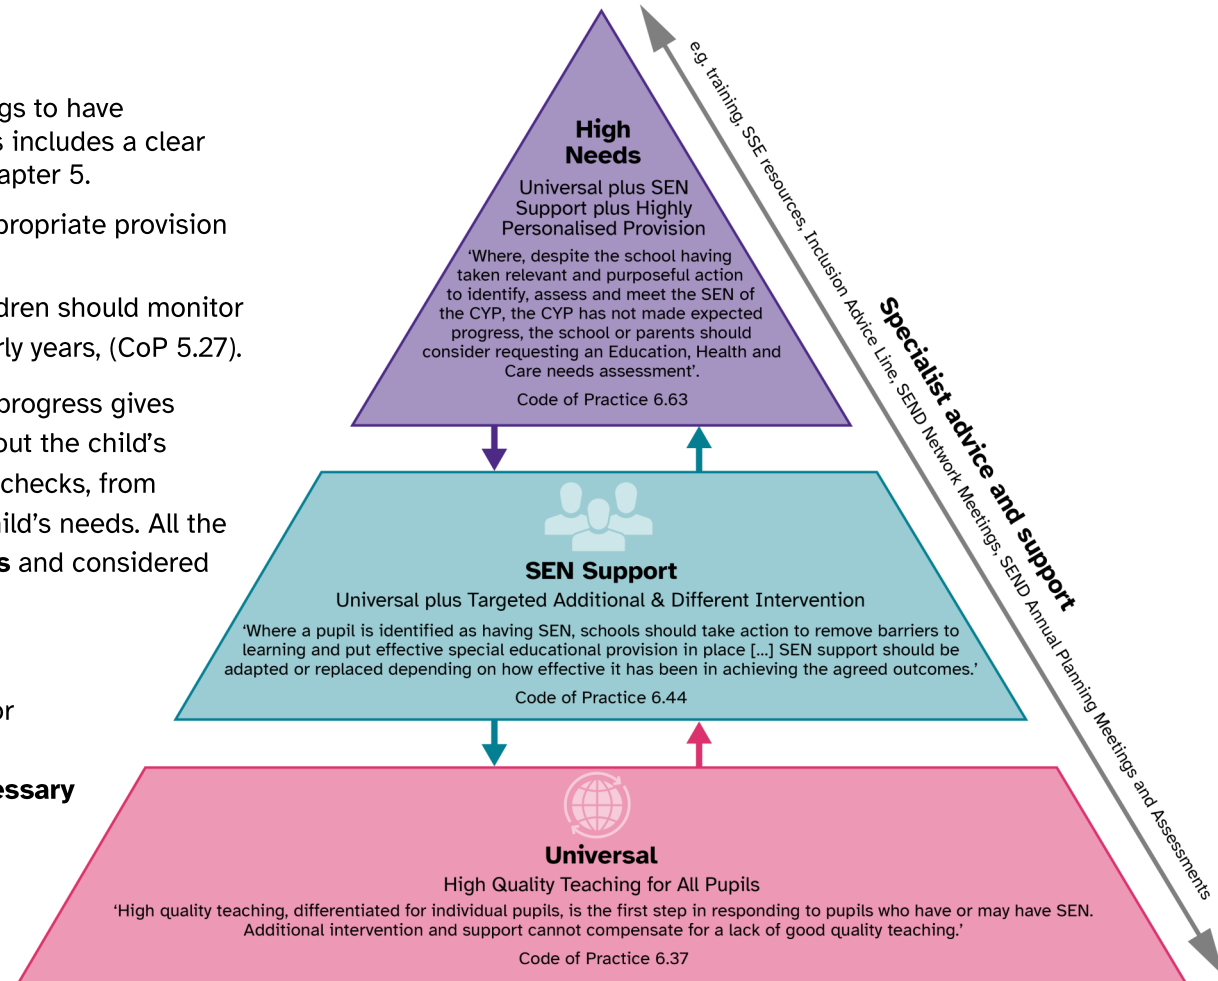 gs to have
s includes a clear
apter 5.
propriate provision
dren should monitor
rly years, (CoP 5.27).
progress gives
out the child’s
checks, from
ild’s needs. All the
s and considered
or
essary
High
Needs
Universal plus SEN
Support plus Highly
Personalised Provision
‘Where, despite the school having
taken relevant and purposeful action
to identify, assess and meet the SEN of
the CYP, the CYP has not made expected
progress, the school or parents should
consider requesting an Education, Health and
Care needs assessment’.
Code of Practice 6.63
SEN Support
Universal plus Targeted Additional & Different Intervention
‘Where a pupil is identified as having SEN, schools should take action to remove barriers to
learning and put effective special educational provision in place [...] SEN support should be
adapted or replaced depending on how effective it has been in achieving the agreed outcomes.’
Code of Practice 6.44
Universal
High Quality Teaching for All Pupils
‘High quality teaching, differentiated for individual pupils, is the first step in responding to pupils who have or may have SEN.
Additional intervention and support cannot compensate for a lack of good quality teaching.’
Code of Practice 6.37
Specialist advice and support
e.g. training, SSE resources, Inclusion Advice Line, SEND Network Meetings, SEND Annual Planning Meetings and Assessments